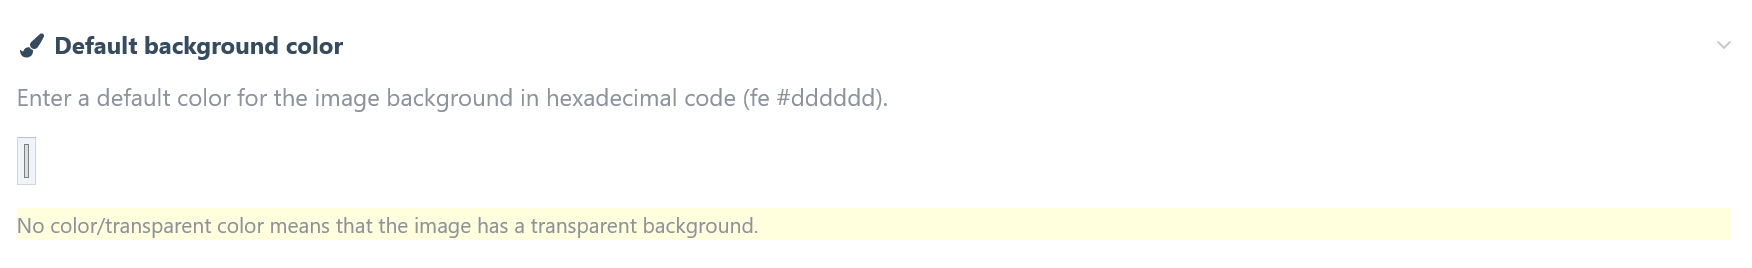 Default background color
Enter a default color for the image background in hexadecimal code (fe #dddddd).
No color/transparent color means that the image has a transparent background.